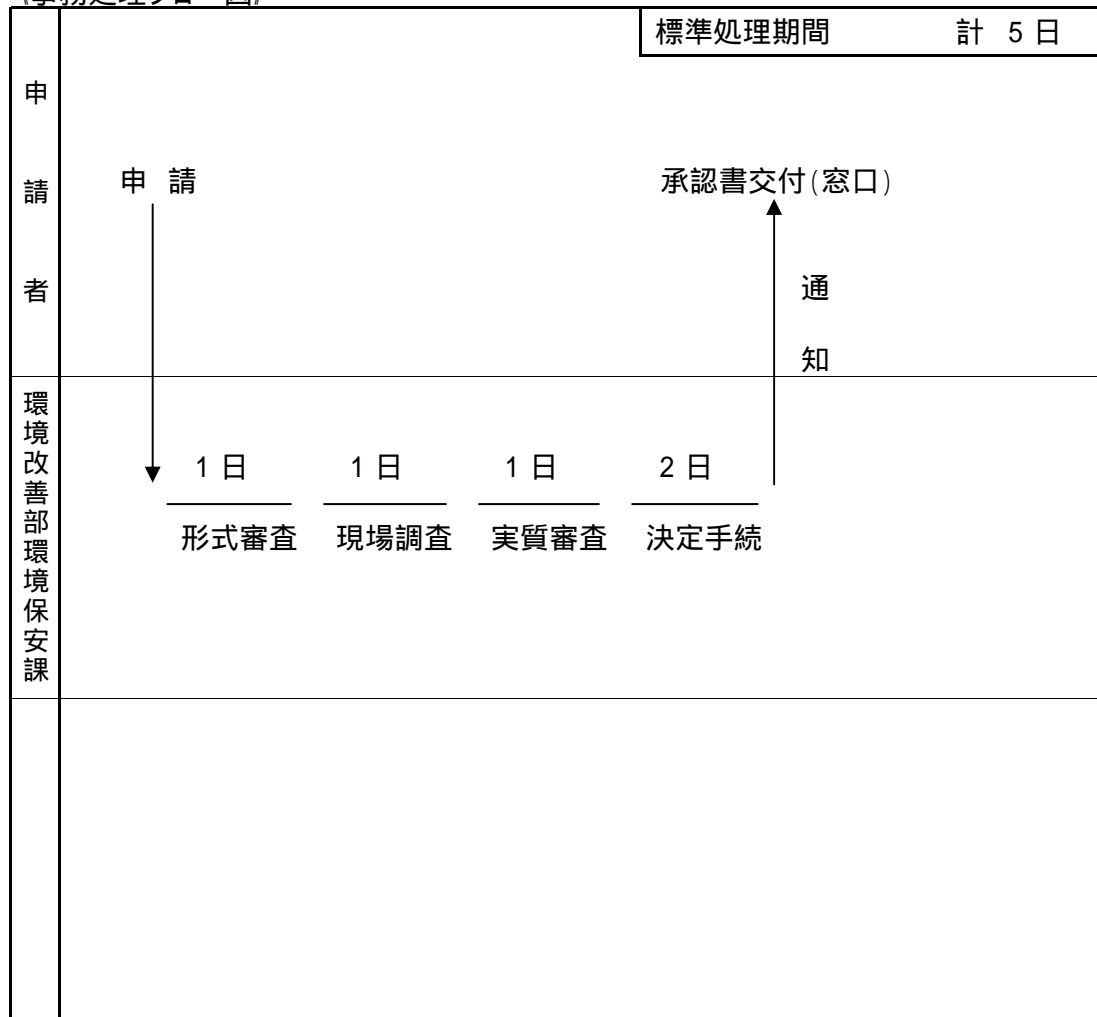 標準処理期間　計 5 日
申請者
申 請
承認書交付(窓口)
通知
環境改善部環境保安課
1 日　1 日　1 日　2 日
形式審査　現場調査　実質審査　決定手続